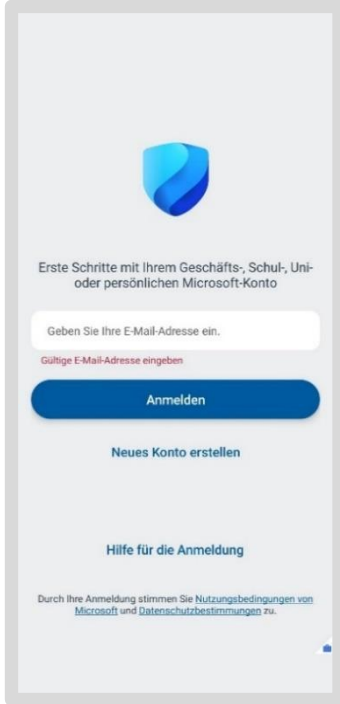 Erste Schritte mit Ihrem Geschäfts-, Schul-, Uni-
oder persönlichen Microsoft-Konto
Geben Sie Ihre E-Mail-Adresse ein.
Gültige E-Mail-Adresse eingeben
Anmelden
Neues Konto erstellen
Hilfe für die Anmeldung
Durch Ihre Anmeldung stimmen Sie Nutzungsbedingungen von
Microsoft und Datenschutzbestimmungen zu.